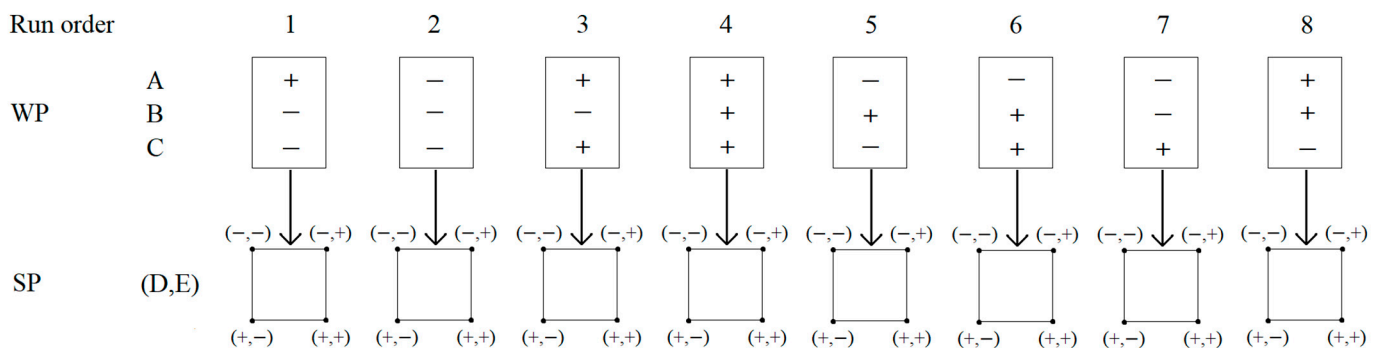 Run order 1 2 3 4 5 6 7 8
A + − + + − − − +
WP B − − − + + + − +
C − − + + − + + −
(−,−) (−,+) (−,−) (−,+) (−,−) (−,+) (−,−) (−,+) (−,−) (−,+) (−,−) (−,+) (−,−) (−,+) (−,−) (−,+)
SP (D,E)
(+,−) (+,+) (+,−) (+,+) (+,−) (+,+) (+,−) (+,+) (+,−) (+,+) (+,−) (+,+) (+,−) (+,+) (+,−) (+,+)